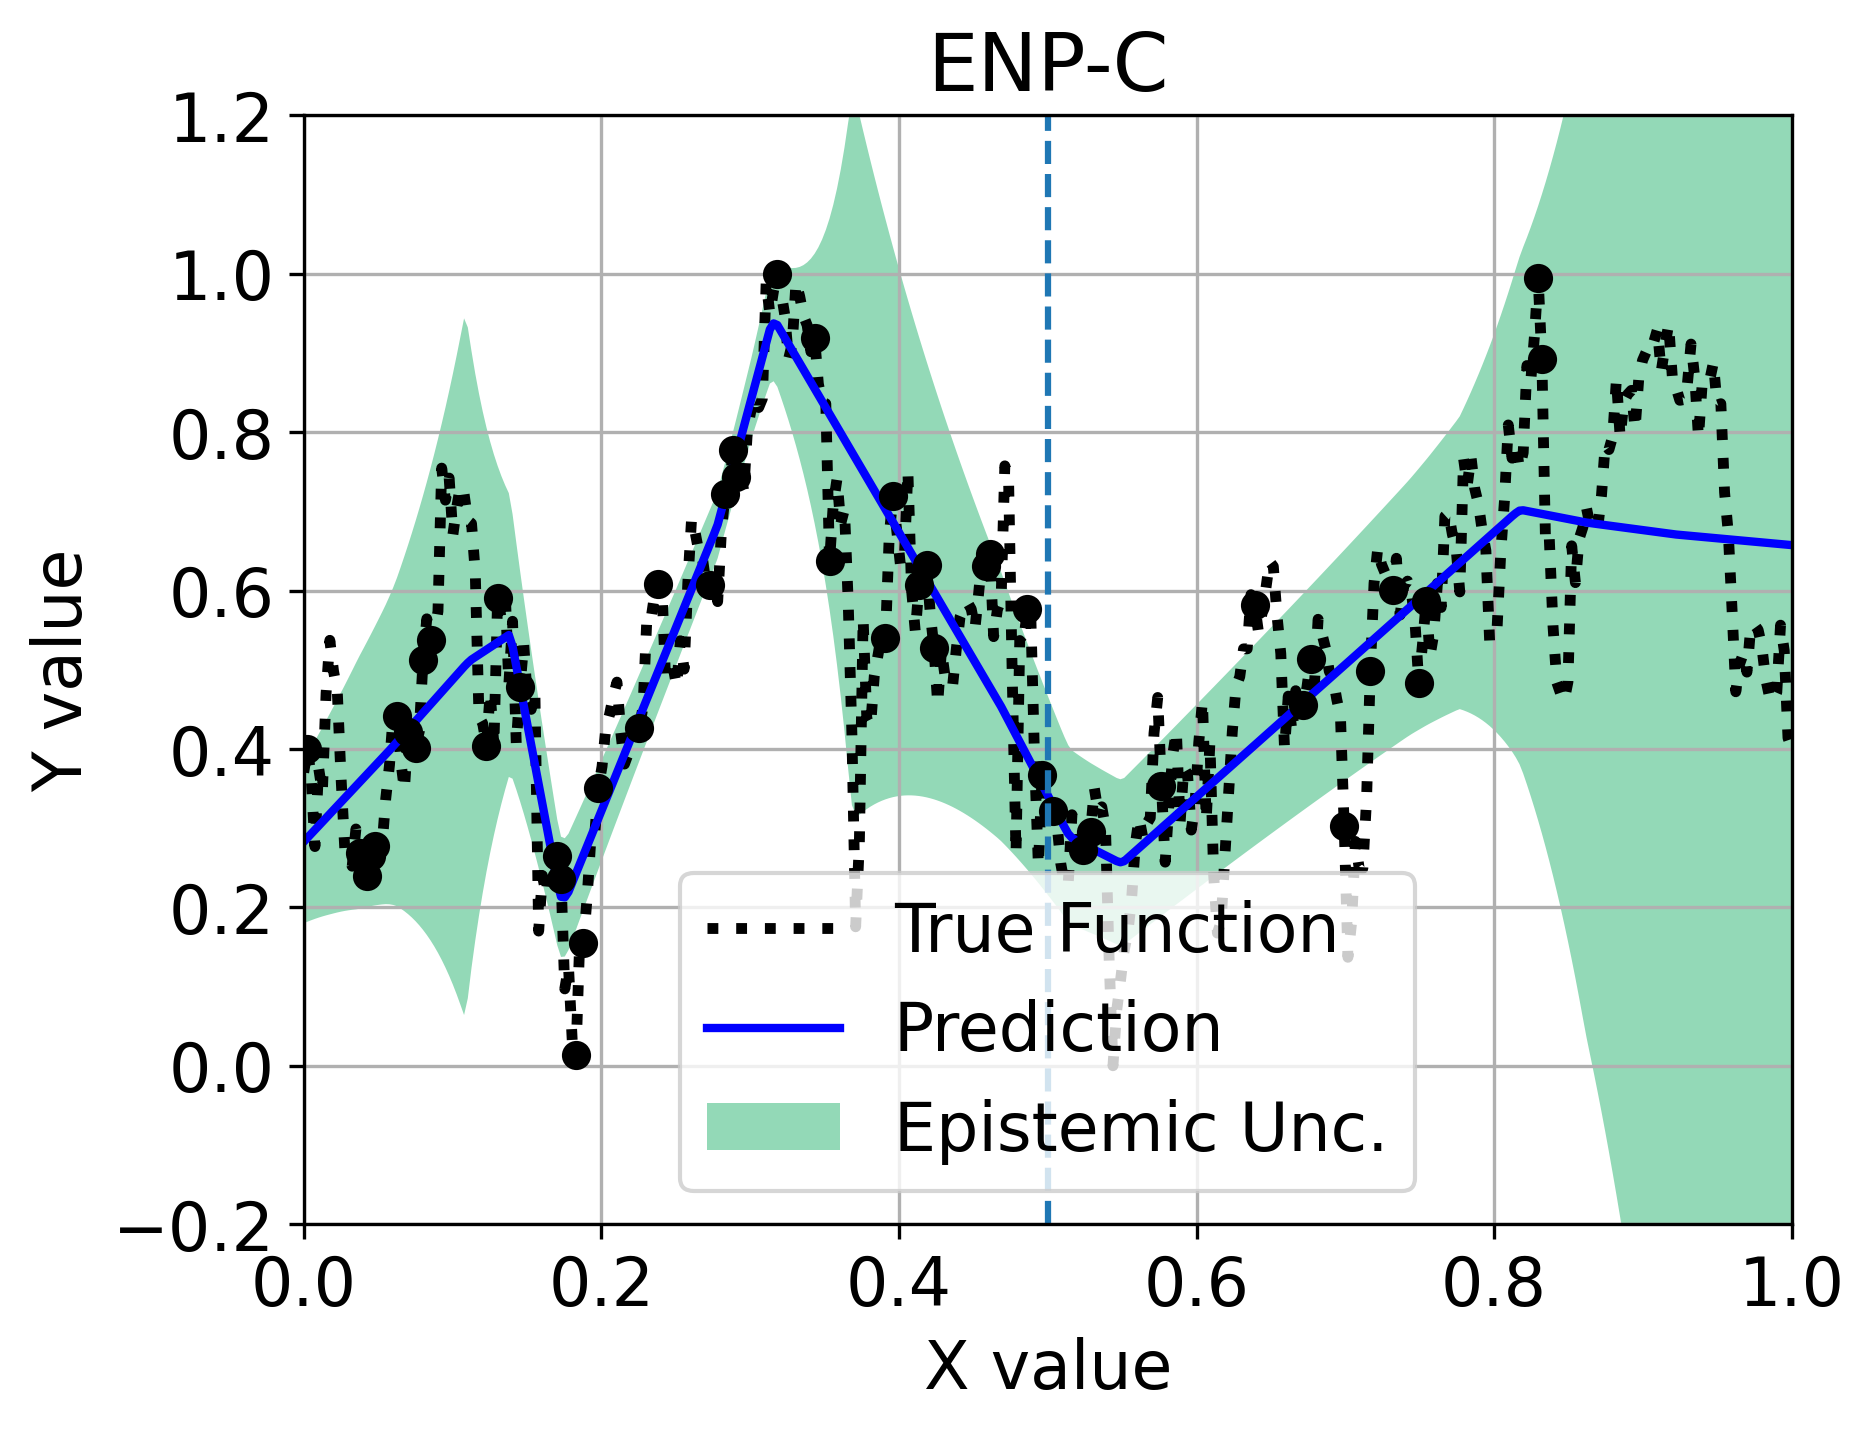 ENP-C
1.2
1.0
0.8
0.6
0.4
0.2
0.0
−0.2
Y value
True Function
Prediction
Epistemic Unc.
0.0 0.2 0.4 0.6 0.8 1.0
X value